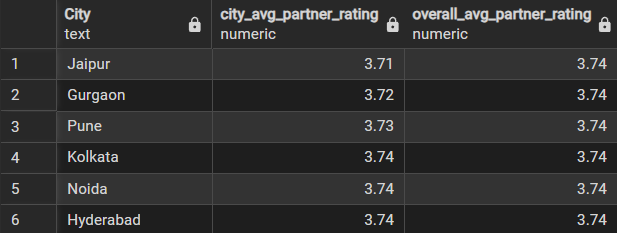 City city_avg_partner_rating overall_avg_partner_rating
text numeric numeric
1 Jaipur 3.71 3.74
2 Gurgaon 3.72 3.74
3 Pune 3.73 3.74
4 Kolkata 3.74 3.74
5 Noida 3.74 3.74
6 Hyderabad 3.74 3.74